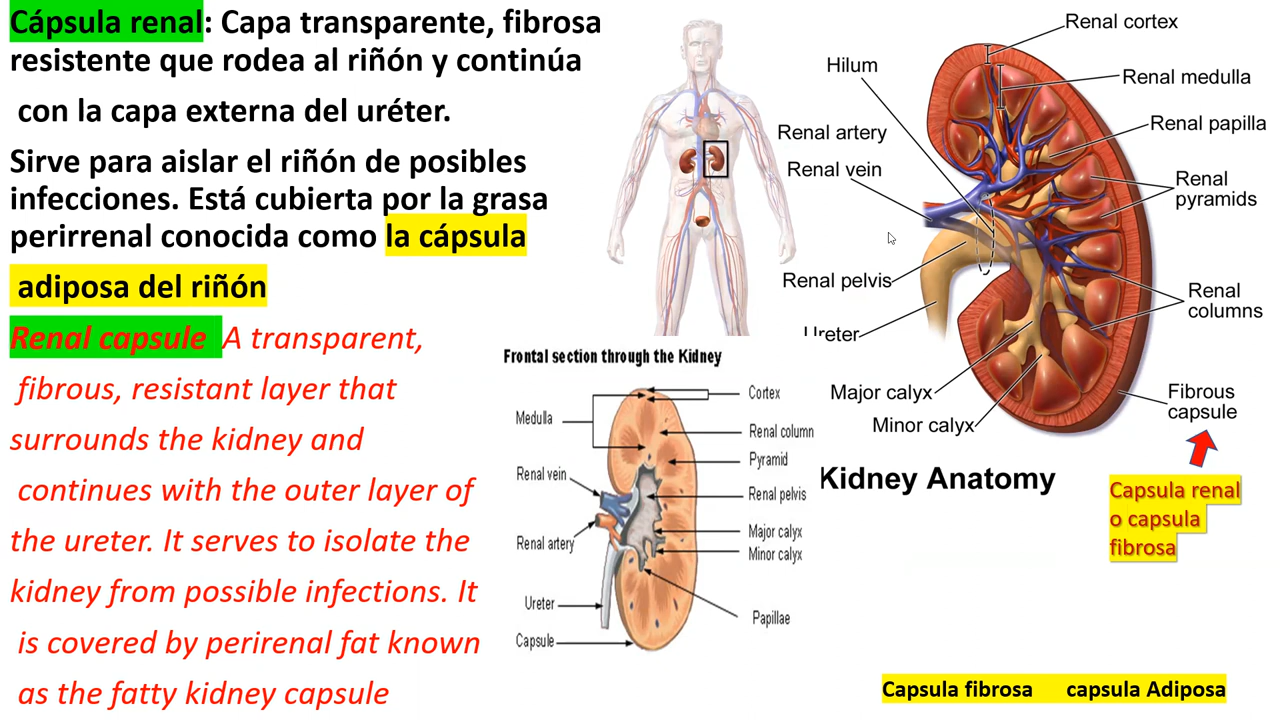 Cápsula renal: Capa transparente, fibrosa
resistente que rodea al riñón y continúa
con la capa externa del uréter.
Sirve para aislar el riñón de posibles
infecciones. Está cubierta por la grasa
perirrenal conocida como la cápsula
adiposa del riñón
Renal capsule A transparent,
fibrous, resistant layer that
surrounds the kidney and
continues with the outer layer of
the ureter. It serves to isolate the
kidney from possible infections. It
is covered by perirenal fat known
as the fatty kidney capsule
Renal cortex
Hilum
Renal medulla
Renal artery
Renal papilla
Renal vein
Renal
pyramids
Renal pelvis
Renal
columns
Ureter
Major calyx
Fibrous
capsule
Minor calyx
Kidney Anatomy
Capsula renal
o capsula
fibrosa
Frontal section through the Kidney
Cortex
Medulla
Renal column
Pyramid
Renal vein
Renal pelvis
Major calyx
Renal artery
Minor calyx
Ureter
Papillae
Capsule
Capsula fibrosa capsula Adiposa